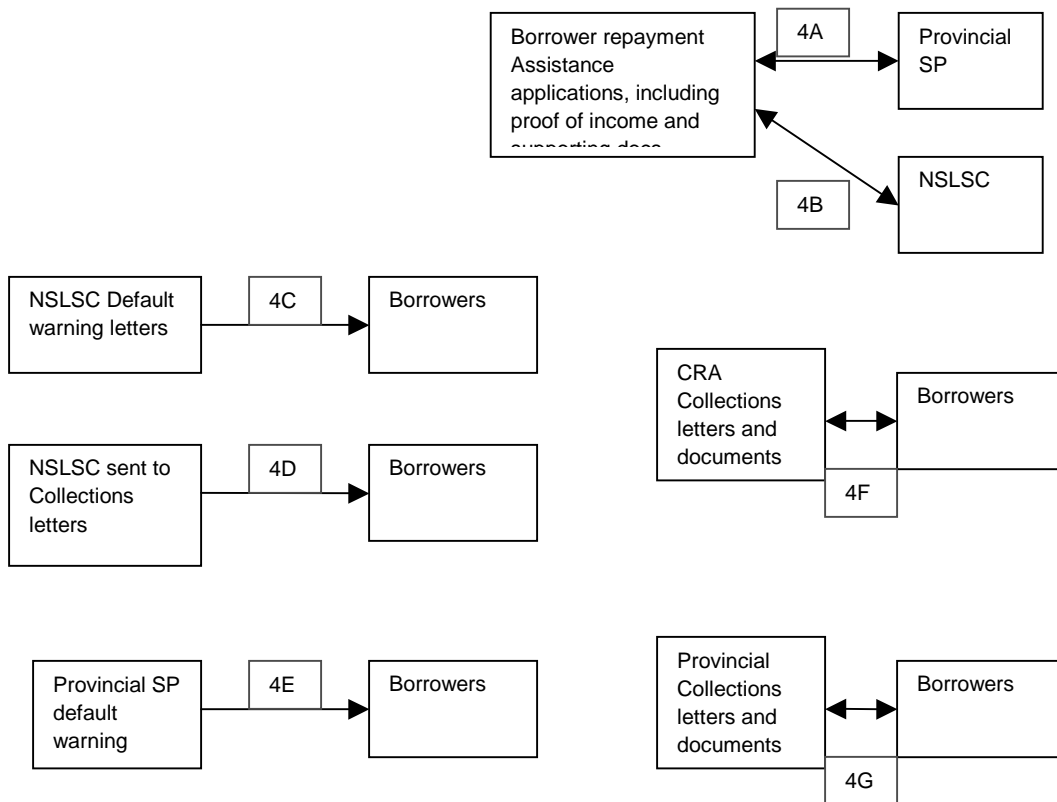 Borrower repayment
Assistance
applications, including
proof of income and
supporting docs
4A
Provincial
SP
4B
NSLSC
NSLSC Default
warning letters
4C
Borrowers
CRA
Collections
letters and
documents
4F
Borrowers
NSLSC sent to
Collections
letters
4D
Borrowers
Provincial SP
default
warning
4E
Borrowers
Provincial
Collections
letters and
documents
4G
Borrowers